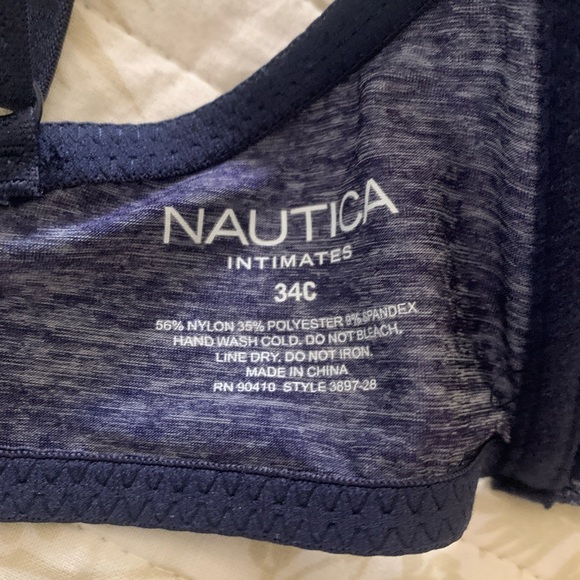 NAUTICA
INTIMATES
34C
56% NYLON 35% POLYESTER 9% SPANDEX
HAND WASH COLD. DO NOT BLEACH.
LINE DRY. DO NOT IRON.
MADE IN CHINA
RN 90410 STYLE 3897-28